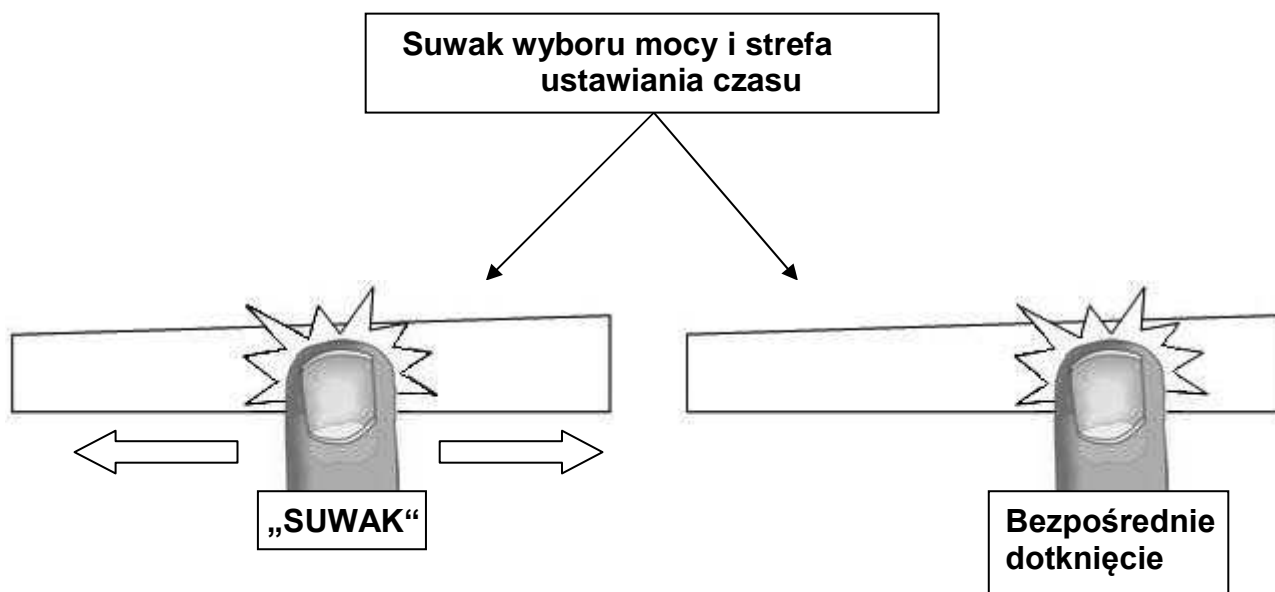 Suwak wyboru mocy i strefa
ustawiania czasu
„SUWAK“
Bezpośrednie
dotknięcie